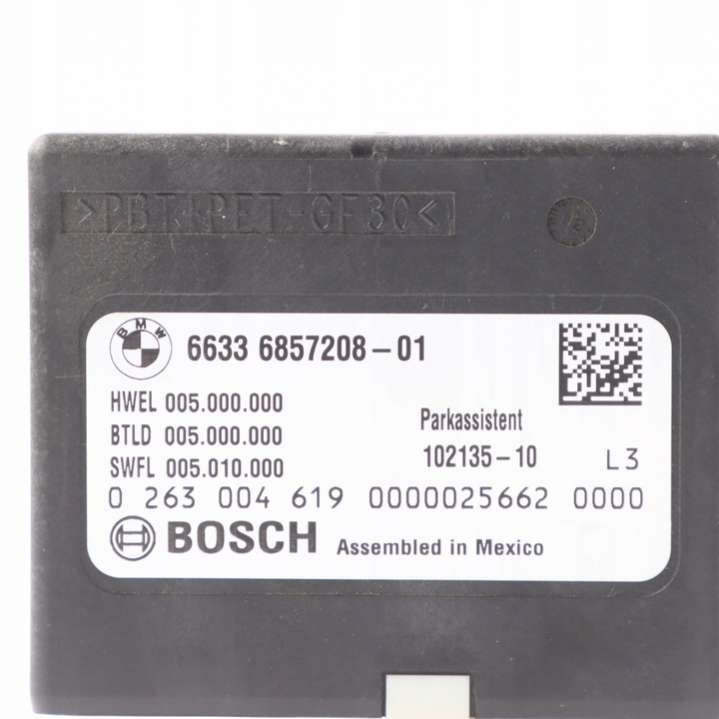 >PBT+PET-GF30<
BMW
6633 6857208-01
HWEL 005.000.000
BTLD 005.000.000
SWFL 005.010.000
Parkassistent
102135-10 L3
0 263 004 619 0000025662 0000
BOSCH Assembled in Mexico